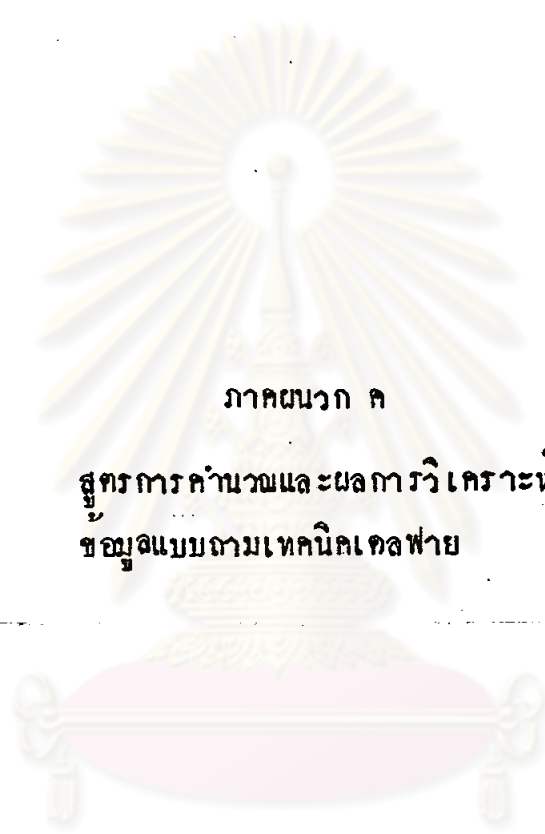 ภาคผนวก ค
สูตรการคำนวณและผลการวิเคราะห์
ข้อมูลแบบถามเทคนิคเดลฟาย